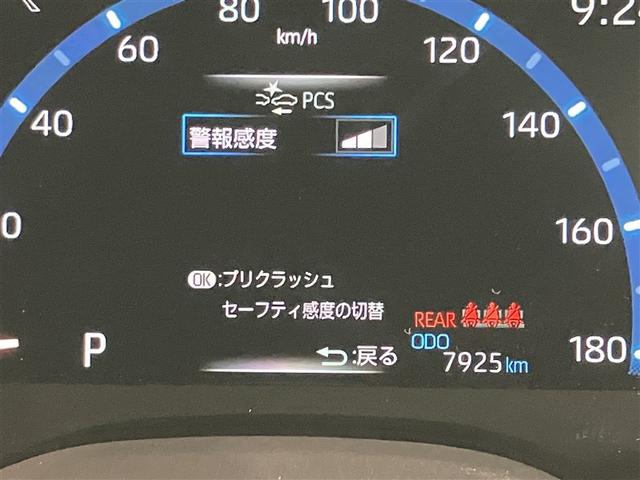 80
100
9:2
60
km/h
120
PCS
40
警報感度
140
0
160
OK:プリクラッシュ
セーフティ感度の切替
REAR
P
:戻る
ODO
7925km
180